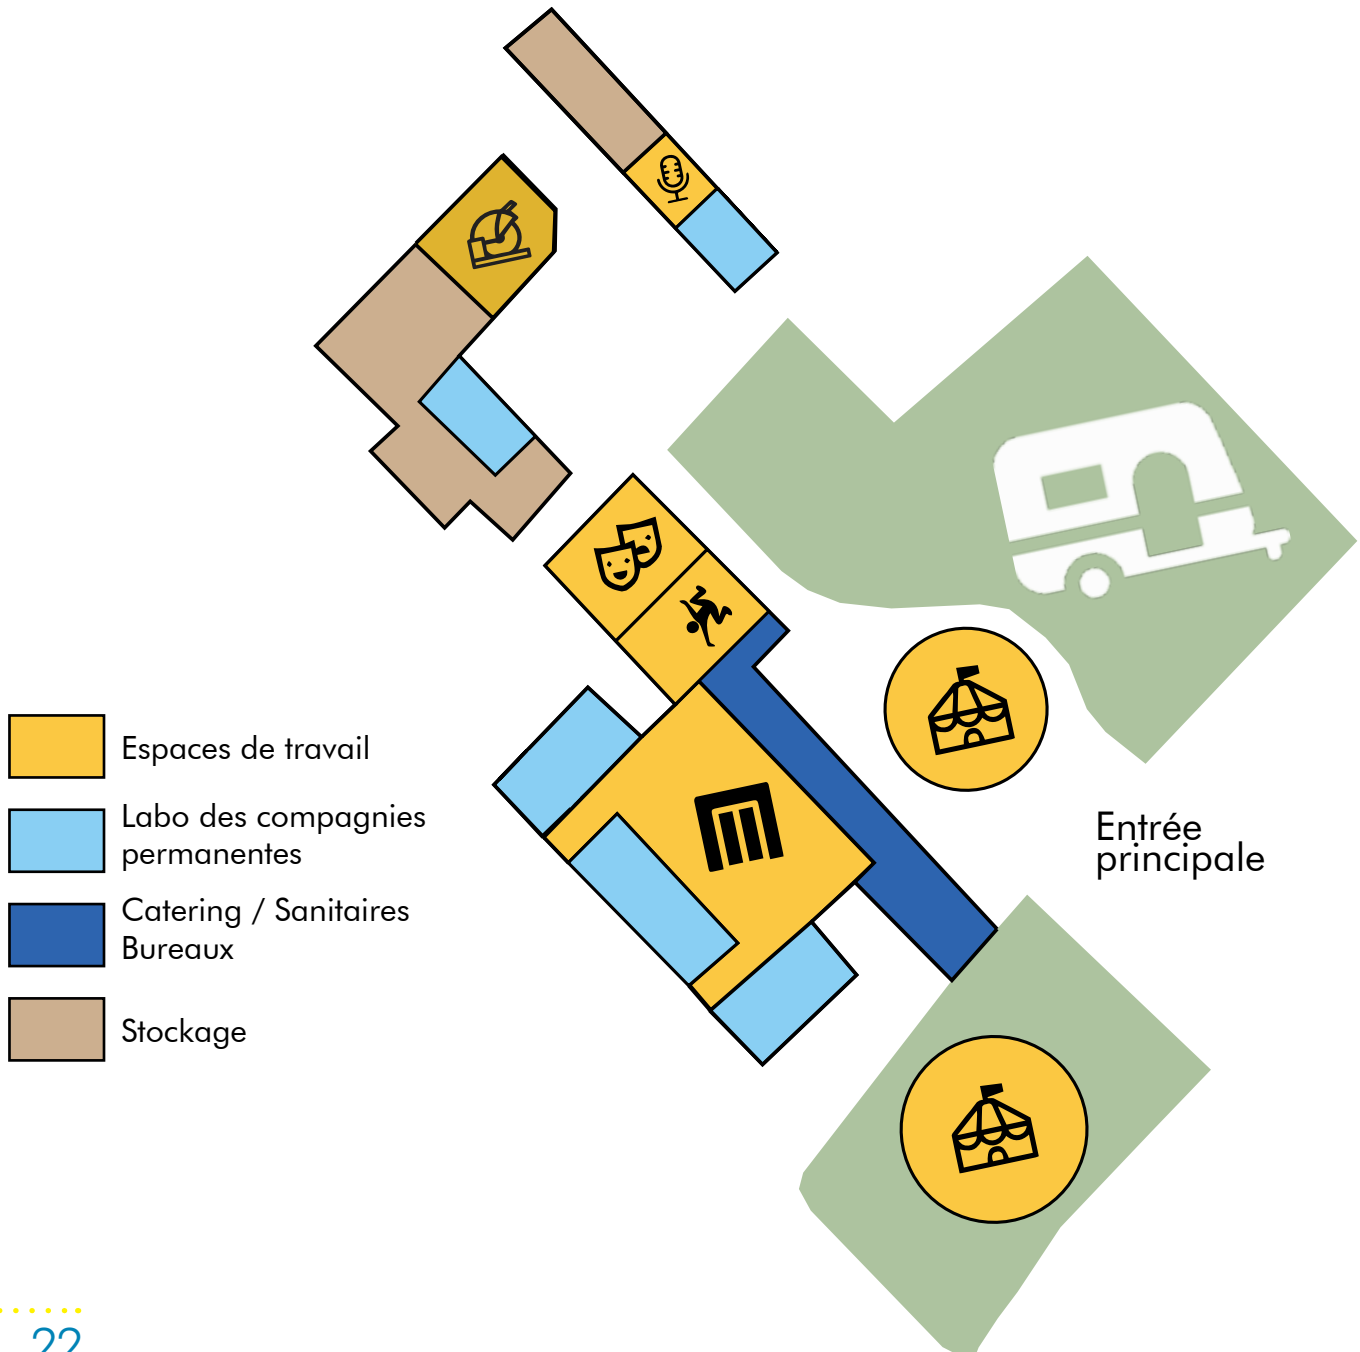 Espaces de travail
Labo des compagnies
permanentes
Catering / Sanitaires
Bureaux
Stockage
Entrée
principale
22